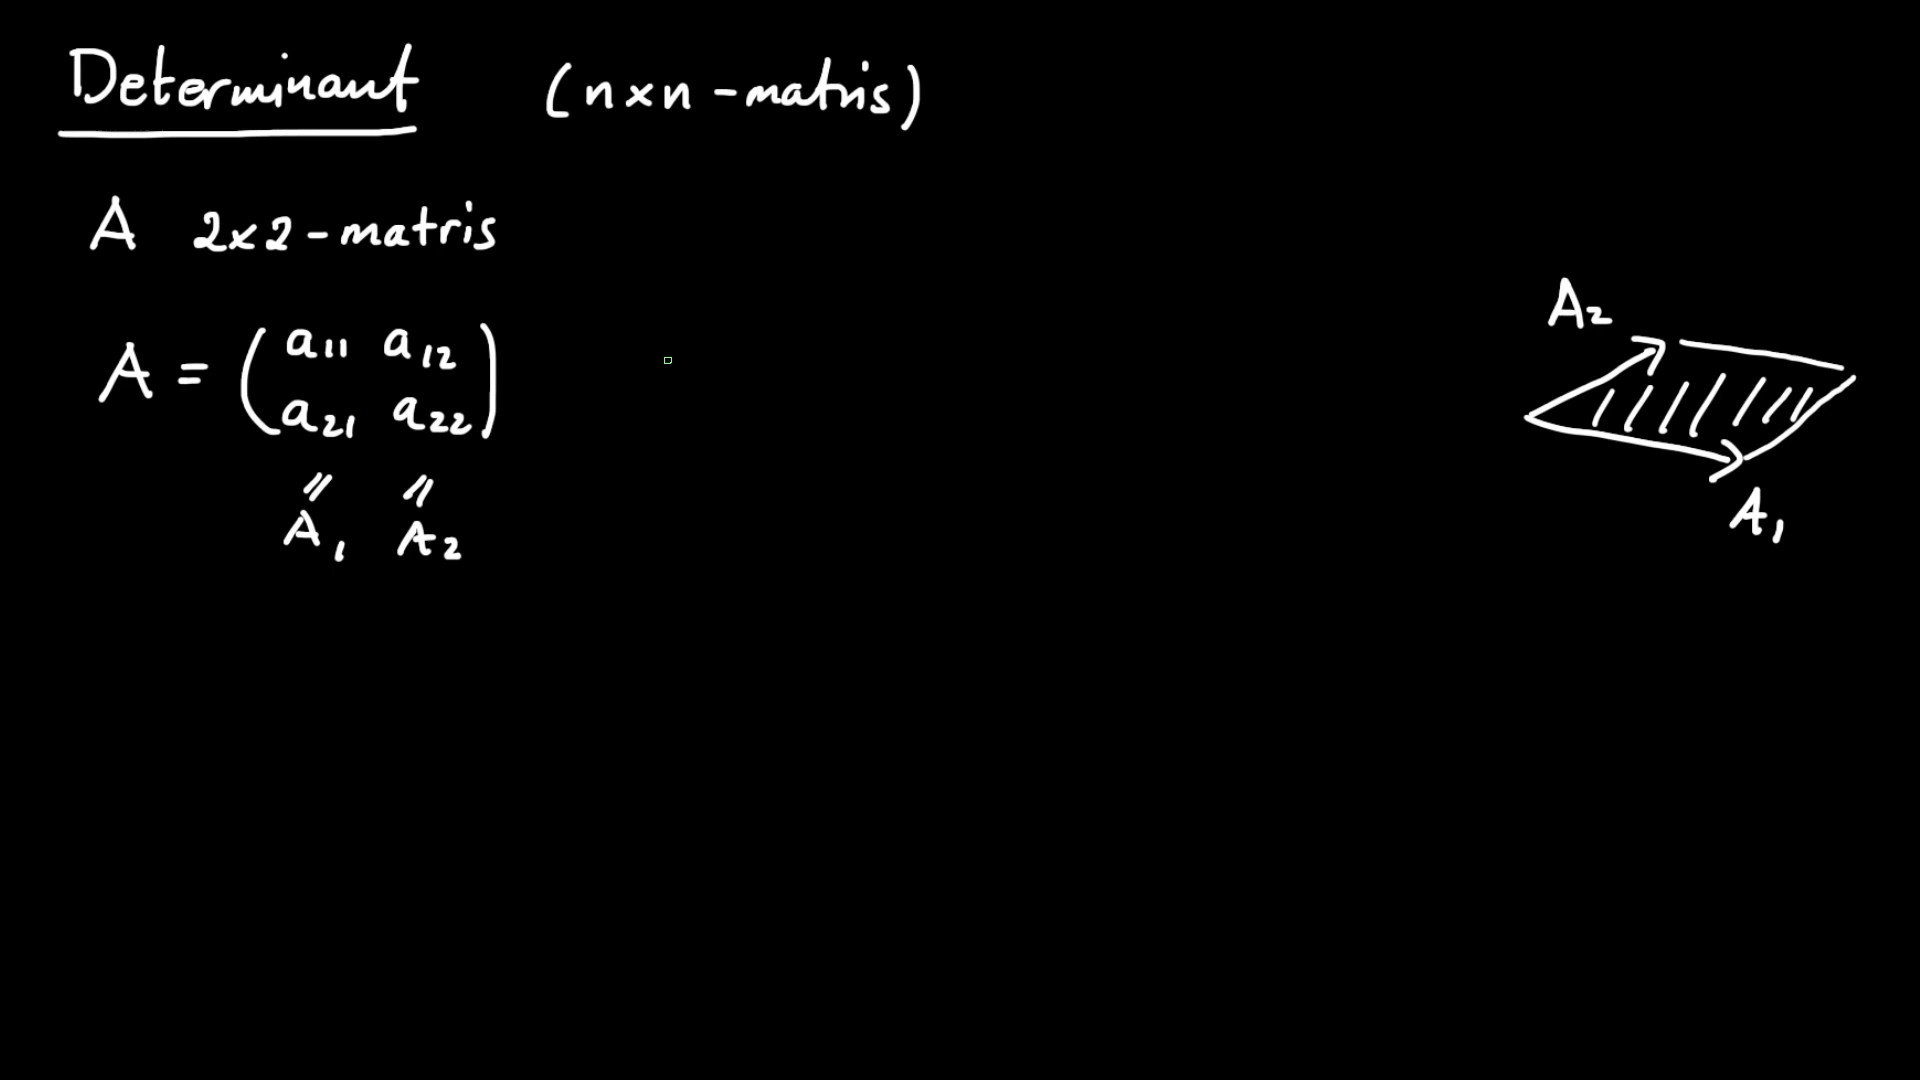 Determinant (n×n-matris)
A 2×2-matris
A = ( a11 a12
a21 a22 )
= =
A1 A2
A2
A1